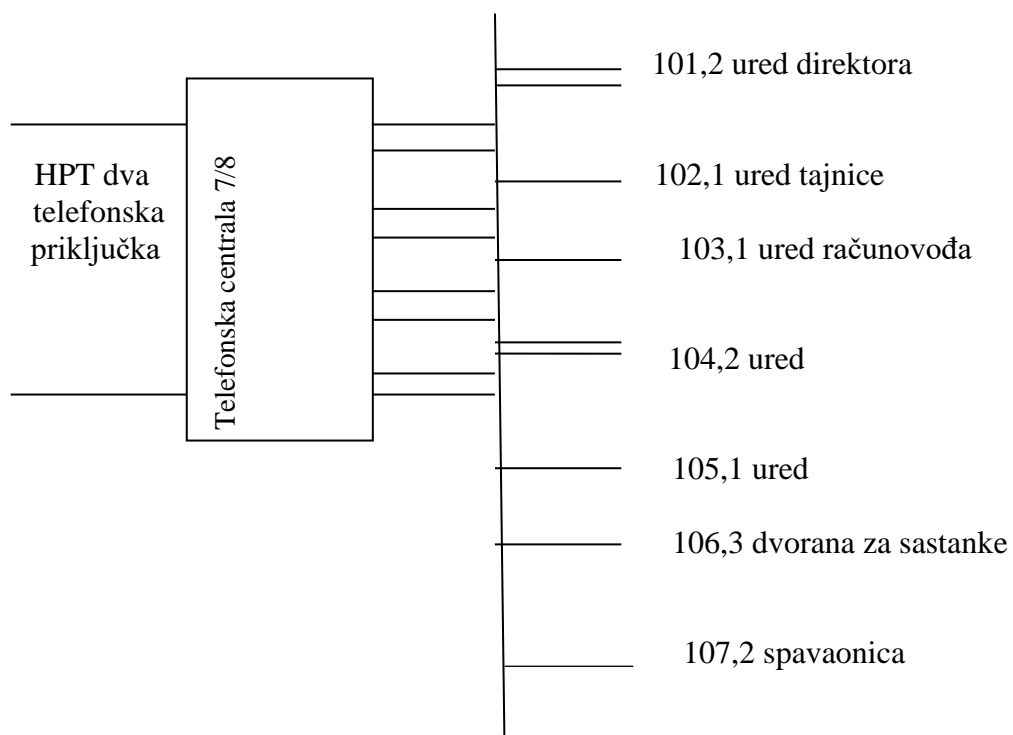 HPT dva
telefonska
priključka
Telefonska centrala 7/8
101,2 ured direktora
102,1 ured tajnice
103,1 ured računovođa
104,2 ured
105,1 ured
106,3 dvorana za sastanke
107,2 spavaonica